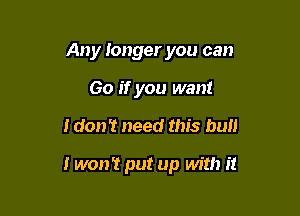 Any longer you can
Go if you want
I don't need this bull
I won't put up with it